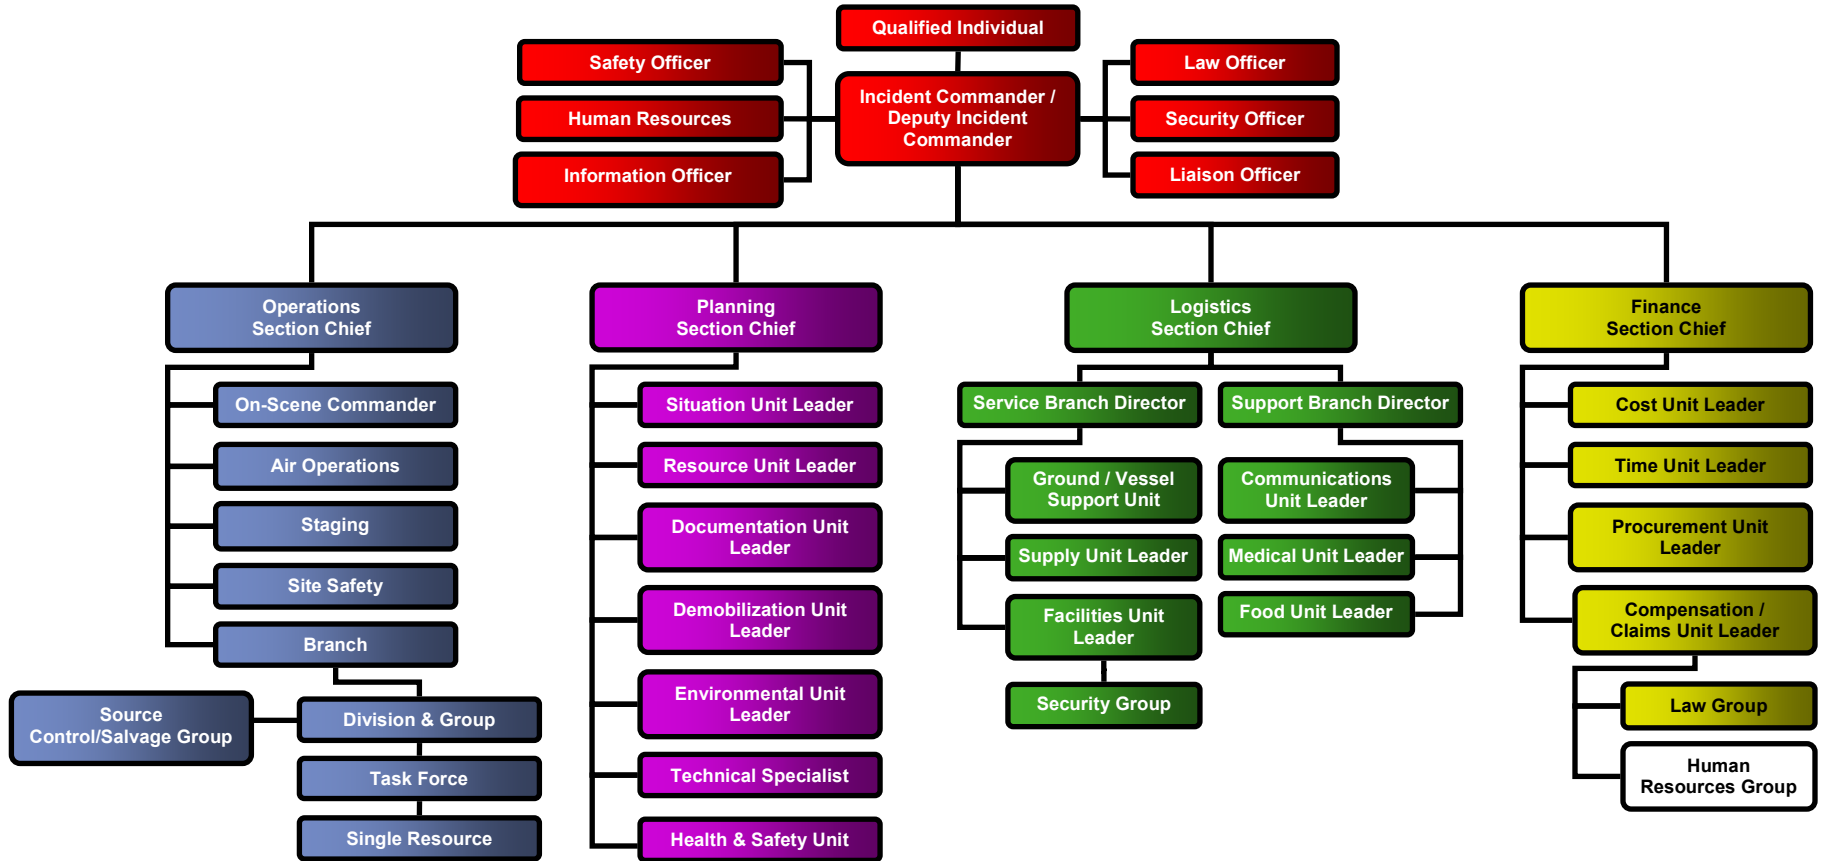 Qualified Individual
Safety Officer
Human Resources
Information Officer
Incident Commander /
Deputy Incident
Commander
Law Officer
Security Officer
Liaison Officer
Operations
Section Chief
On-Scene Commander
Air Operations
Staging
Site Safety
Branch
Source
Control/Salvage Group
Division & Group
Task Force
Single Resource
Planning
Section Chief
Situation Unit Leader
Resource Unit Leader
Documentation Unit
Leader
Demobilization Unit
Leader
Environmental Unit
Leader
Technical Specialist
Health & Safety Unit
Logistics
Section Chief
Service Branch Director
Ground / Vessel
Support Unit
Supply Unit Leader
Facilities Unit
Leader
Security Group
Support Branch Director
Communications
Unit Leader
Medical Unit Leader
Food Unit Leader
Finance
Section Chief
Cost Unit Leader
Time Unit Leader
Procurement Unit
Leader
Compensation /
Claims Unit Leader
Law Group
Human
Resources Group